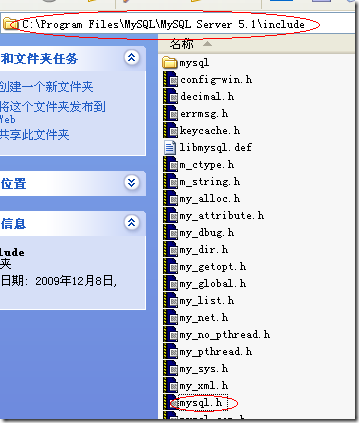 C:\Program Files\MySQL\MySQL Server 5.1\include
和文件夹任务
创建一个新文件夹
将这个文件夹发布到
Web
共享此文件夹
位置
信息
lude
夹
日期: 2009年12月8日,
名称
mysql
config-win.h
decimal.h
errmsg.h
keycache.h
libmysql.def
m_ctype.h
m_string.h
my_alloc.h
my_attribute.h
my_dbug.h
my_dir.h
my_getopt.h
my_global.h
my_list.h
my_net.h
my_no_pthread.h
my_pthread.h
my_sys.h
my_xml.h
mysql.h